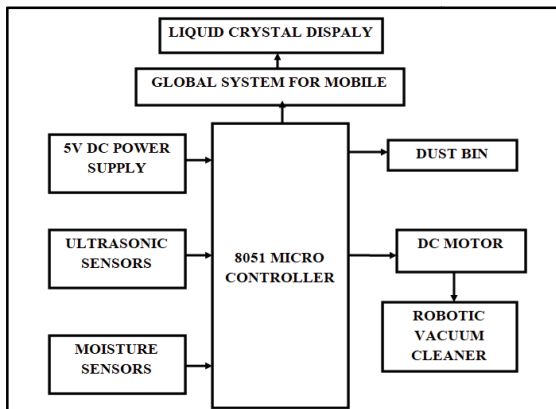 LIQUID CRYSTAL DISPALY
GLOBAL SYSTEM FOR MOBILE
5V DC POWER
SUPPLY
DUST BIN
ULTRASONIC
SENSORS
8051 MICRO
CONTROLLER
DC MOTOR
ROBOTIC
VACUUM
CLEANER
MOISTURE
SENSORS